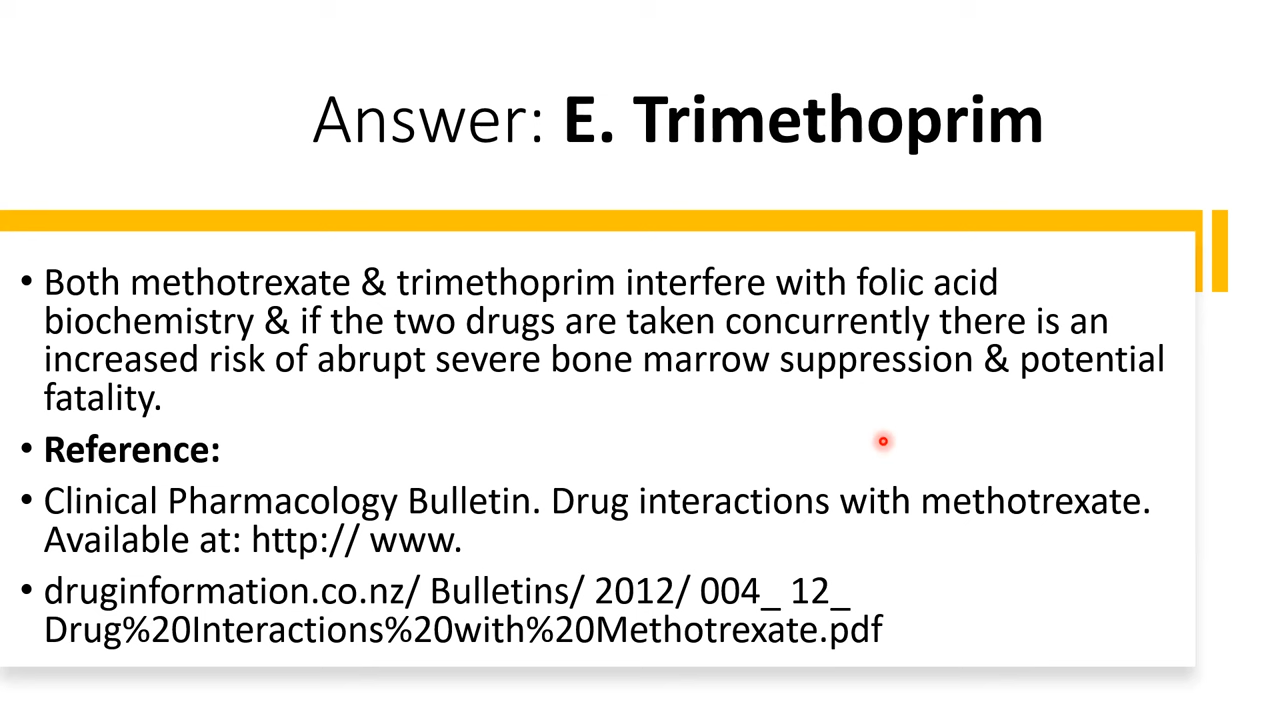 Answer: E. Trimethoprim
• Both methotrexate & trimethoprim interfere with folic acid
biochemistry & if the two drugs are taken concurrently there is an
increased risk of abrupt severe bone marrow suppression & potential
fatality.
• Reference:
• Clinical Pharmacology Bulletin. Drug interactions with methotrexate.
Available at: http:// www.
• druginformation.co.nz/ Bulletins/ 2012/ 004_ 12_
Drug%20Interactions%20with%20Methotrexate.pdf